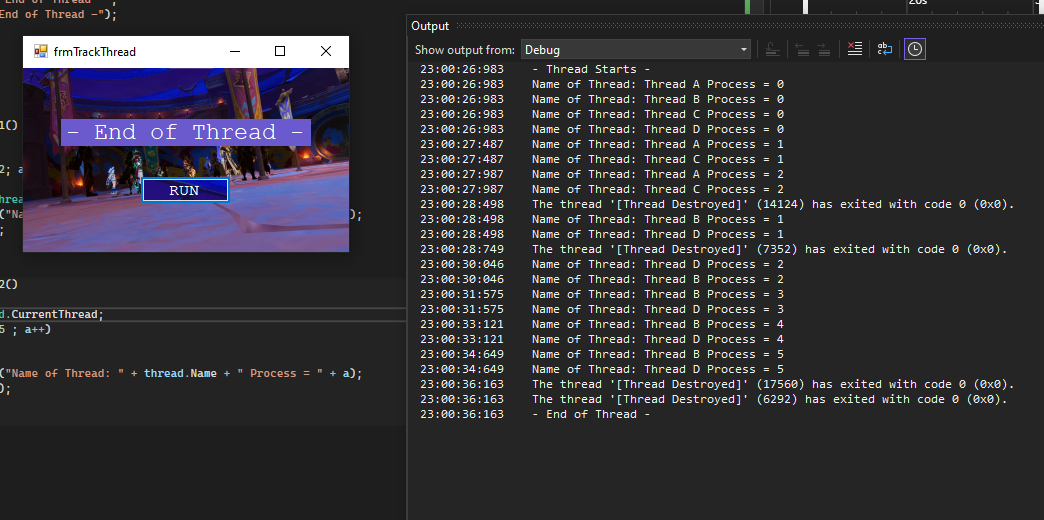 End of Thread -");
frmTrackThread
- End of Thread -
RUN
1()
2; a
2()
d.CurrentThread;
5 ; a++)
("Name of Thread: " + thread.Name + " Process = " + a);
);
20s
Output
Show output from: Debug
23:00:26:983 - Thread Starts -
23:00:26:983 Name of Thread: Thread A Process = 0
23:00:26:983 Name of Thread: Thread B Process = 0
23:00:26:983 Name of Thread: Thread C Process = 0
23:00:26:983 Name of Thread: Thread D Process = 0
23:00:27:487 Name of Thread: Thread A Process = 1
23:00:27:487 Name of Thread: Thread C Process = 1
23:00:27:987 Name of Thread: Thread A Process = 2
23:00:27:987 Name of Thread: Thread C Process = 2
23:00:28:498 The thread '[Thread Destroyed]' (14124) has exited with code 0 (0x0).
23:00:28:498 Name of Thread: Thread B Process = 1
23:00:28:498 Name of Thread: Thread D Process = 1
23:00:28:749 The thread '[Thread Destroyed]' (7352) has exited with code 0 (0x0).
23:00:30:046 Name of Thread: Thread D Process = 2
23:00:30:046 Name of Thread: Thread B Process = 2
23:00:31:575 Name of Thread: Thread B Process = 3
23:00:31:575 Name of Thread: Thread D Process = 3
23:00:33:121 Name of Thread: Thread B Process = 4
23:00:33:121 Name of Thread: Thread D Process = 4
23:00:34:649 Name of Thread: Thread B Process = 5
23:00:34:649 Name of Thread: Thread D Process = 5
23:00:36:163 The thread '[Thread Destroyed]' (17560) has exited with code 0 (0x0).
23:00:36:163 The thread '[Thread Destroyed]' (6292) has exited with code 0 (0x0).
23:00:36:163 - End of Thread -